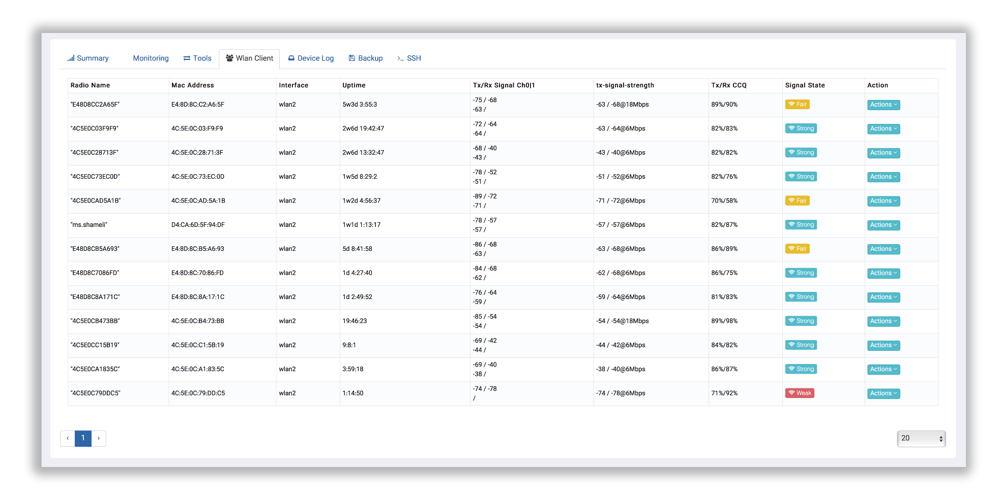 Summary Monitoring Tools Wlan Client Device Log Backup >_ SSH
Radio Name Mac Address Interface Uptime Tx/Rx Signal Ch0|1 tx-signal-strength Tx/Rx CCQ Signal State Action
"E48D8CC2A65F" E4:8D:8C:C2:A6:5F wlan2 5w3d 3:55:3 -75 / -68 -63 / -63 / -68@18Mbps 89%/90% Fair Actions
"4C5E0C03F9F9" 4C:5E:0C:03:F9:F9 wlan2 2w6d 19:42:47 -72 / -64 -64 / -63 / -64@6Mbps 82%/83% Strong Actions
"4C5E0C28713F" 4C:5E:0C:28:71:3F wlan2 2w6d 13:32:47 -68 / -40 -43 / -43 / -40@6Mbps 82%/82% Strong Actions
"4C5E0C73EC0D" 4C:5E:0C:73:EC:0D wlan2 1w5d 8:29:2 -78 / -52 -51 / -51 / -52@6Mbps 82%/76% Strong Actions
"4C5E0CAD5A1B" 4C:5E:0C:AD:5A:1B wlan2 1w2d 4:56:37 -89 / -72 -71 / -71 / -72@6Mbps 70%/58% Fair Actions
"ms.shameli" D4:CA:6D:5F:94:DF wlan2 1w1d 1:13:17 -78 / -57 -57 / -57 / -57@6Mbps 82%/87% Strong Actions
"E48D8CB5A693" E4:8D:8C:B5:A6:93 wlan2 5d 8:41:58 -86 / -68 -63 / -63 / -68@6Mbps 86%/89% Fair Actions
"E48D8C7086FD" E4:8D:8C:70:86:FD wlan2 1d 4:27:40 -84 / -68 -62 / -62 / -68@6Mbps 86%/75% Strong Actions
"E48D8C8A171C" E4:8D:8C:8A:17:1C wlan2 1d 2:49:52 -76 / -64 -59 / -59 / -64@6Mbps 81%/83% Strong Actions
"4C5E0CB473BB" 4C:5E:0C:B4:73:BB wlan2 19:46:23 -85 / -54 -54 / -54 / -54@18Mbps 89%/98% Strong Actions
"4C5E0CC15B19" 4C:5E:0C:C1:5B:19 wlan2 9:8:1 -69 / -42 -44 / -44 / -42@6Mbps 84%/82% Strong Actions
"4C5E0CA1835C" 4C:5E:0C:A1:83:5C wlan2 3:59:18 -69 / -40 -38 / -38 / -40@6Mbps 86%/87% Strong Actions
"4C5E0C79DDC5" 4C:5E:0C:79:DD:C5 wlan2 1:14:50 -74 / -78 / -74 / -78@6Mbps 71%/92% Weak Actions
‹ 1 › 20